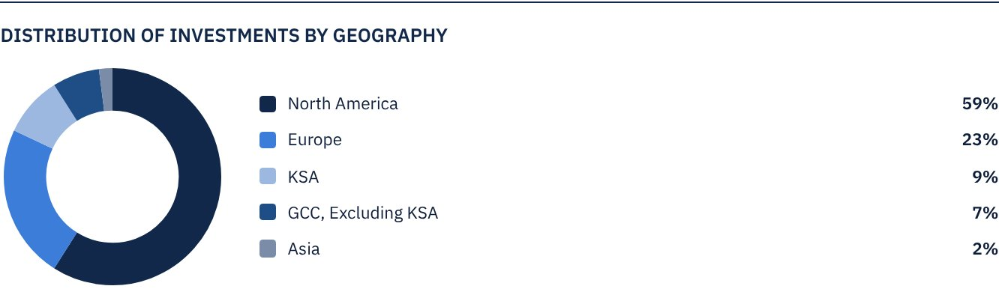 DISTRIBUTION OF INVESTMENTS BY GEOGRAPHY
North America 59%
Europe 23%
KSA 9%
GCC, Excluding KSA 7%
Asia 2%